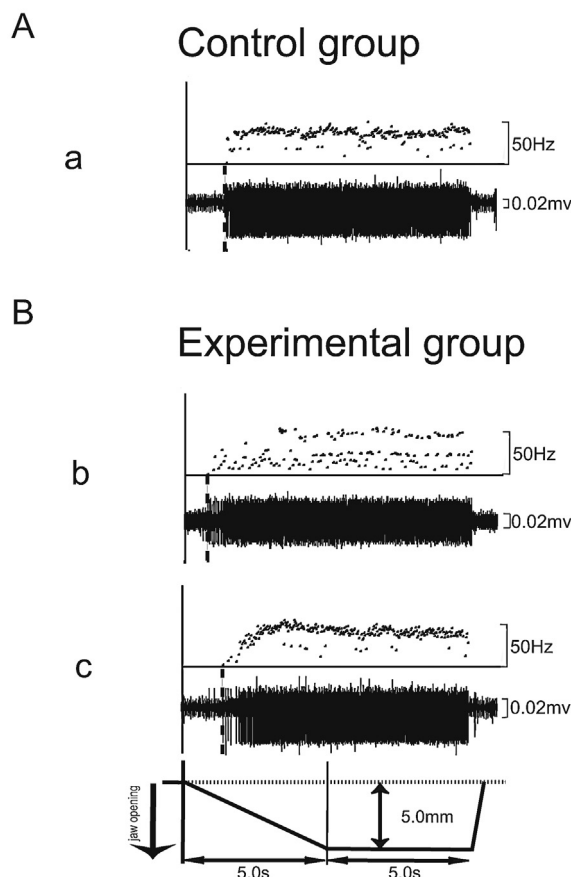 A
Control group
a
50Hz
0.02mv
B
Experimental group
b
50Hz
0.02mv
c
50Hz
0.02mv
jaw opening
5.0mm
5.0s
5.0s